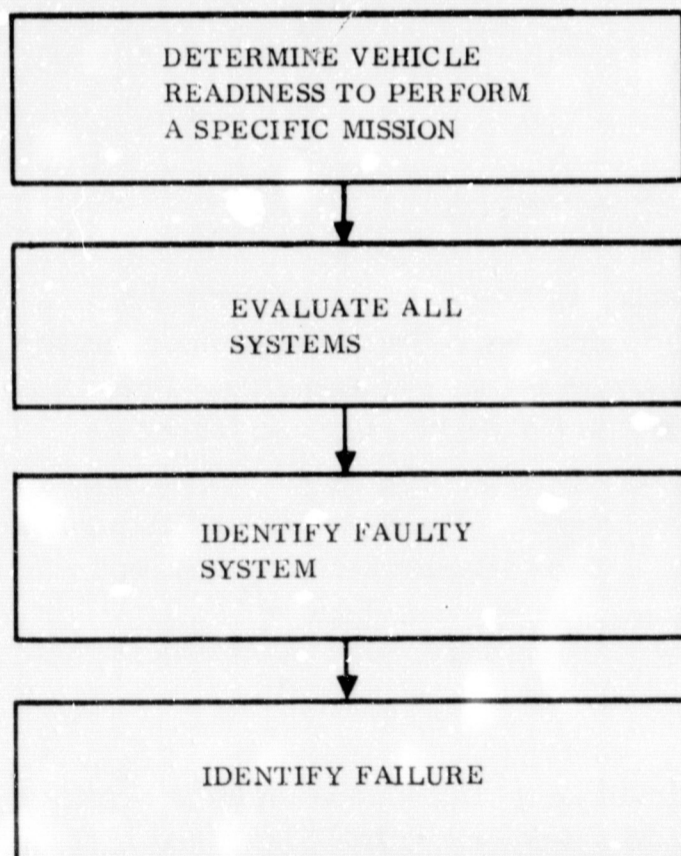 DETERMINE VEHICLE
READINESS TO PERFORM
A SPECIFIC MISSION
EVALUATE ALL
SYSTEMS
IDENTIFY FAULTY
SYSTEM
IDENTIFY FAILURE